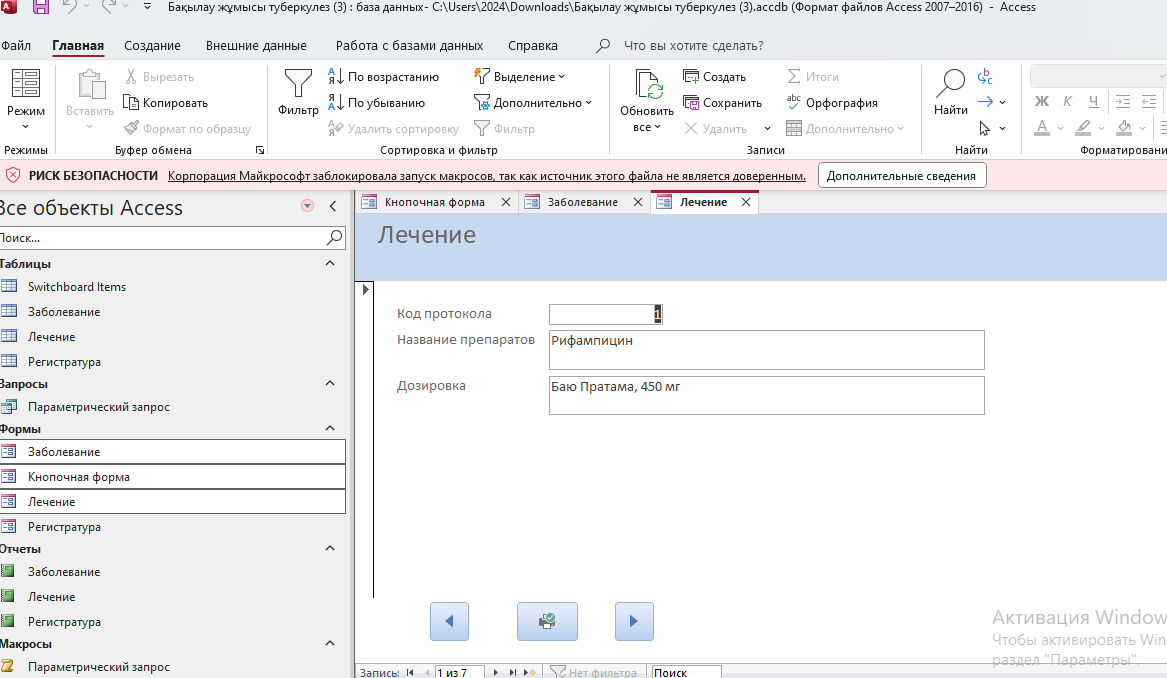 Бақылау жұмысы туберкулез (3) : база данных- C:\Users\2024\Downloads\Бақылау жұмысы туберкулез (3).accdb (Формат файлов Access 2007–2016) - Access
Файл Главная Создание Внешние данные Работа с базами данных Справка Что вы хотите сделать?
Режим
Режимы
Вставить
Вырезать
Копировать
Формат по образцу
Буфер обмена
Фильтр
По возрастанию
По убыванию
Удалить сортировку
Выделение
Дополнительно
Фильтр
Сортировка и фильтр
Обновить
все
Создать
Сохранить
Удалить
Итоги
Орфография
Дополнительно
Записи
Найти
Найти
Ж К Ч
А
Форматировани
РИСК БЕЗОПАСНОСТИ Корпорация Майкрософт заблокировала запуск макросов, так как источник этого файла не является доверенным. Дополнительные сведения
Все объекты Access
Поиск...
Таблицы
Switchboard Items
Заболевание
Лечение
Регистратура
Запросы
Параметрический запрос
Формы
Заболевание
Кнопочная форма
Лечение
Регистратура
Отчеты
Заболевание
Лечение
Регистратура
Макросы
Параметрический запрос
Кнопочная форма Заболевание Лечение
Лечение
Код протокола 1
Название препаратов Рифампицин
Дозировка Баю Пратама, 450 мг
Активация Window
Чтобы активировать Win
раздел "Параметры".
Запись: 1 из 7 Нет фильтра Поиск